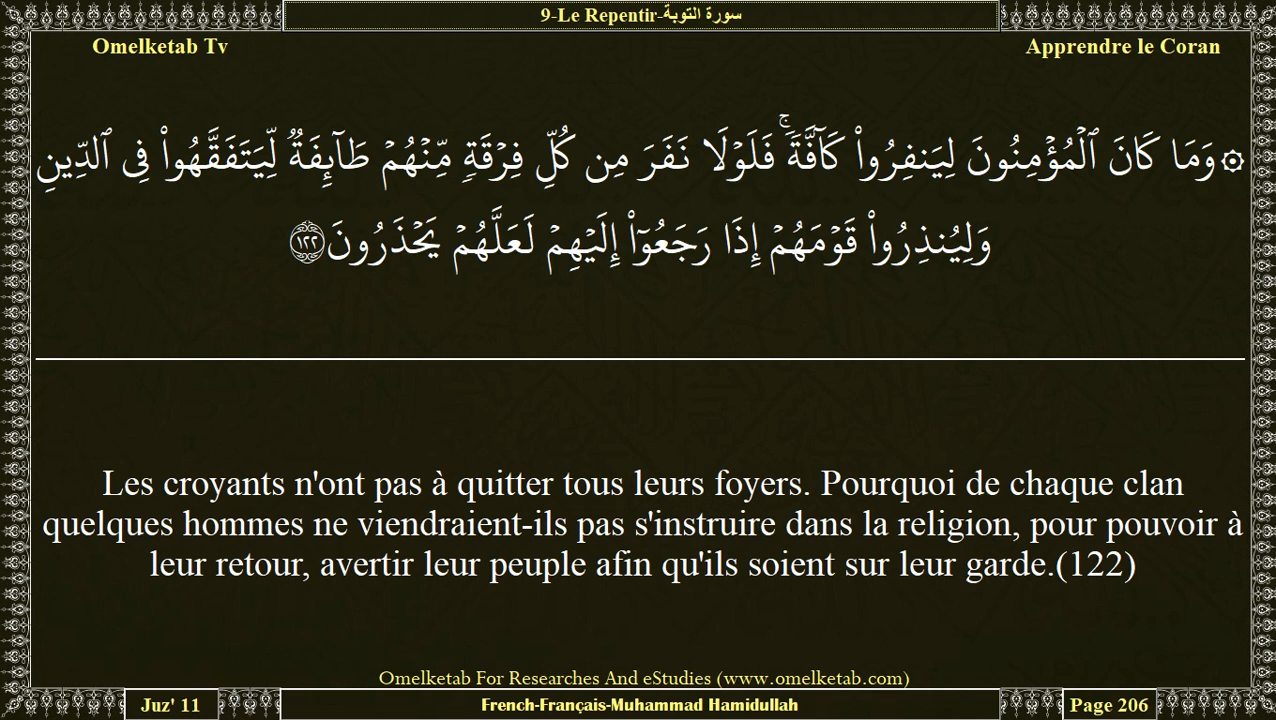 9-Le Repentir-سورة التوبة
Omelketab Tv
Apprendre le Coran
۞ وَمَا كَانَ ٱلْمُؤْمِنُونَ لِيَنفِرُوا۟ كَآفَّةً ۚ فَلَوْلَا نَفَرَ مِن كُلِّ فِرْقَةٍ مِّنْهُمْ طَآئِفَةٌ لِّيَتَفَقَّهُوا۟ فِى ٱلدِّينِ
وَلِيُنذِرُوا۟ قَوْمَهُمْ إِذَا رَجَعُوٓا۟ إِلَيْهِمْ لَعَلَّهُمْ يَحْذَرُونَ ١٢٢
Les croyants n'ont pas à quitter tous leurs foyers. Pourquoi de chaque clan
quelques hommes ne viendraient-ils pas s'instruire dans la religion, pour pouvoir à
leur retour, avertir leur peuple afin qu'ils soient sur leur garde.(122)
Omelketab For Researches And eStudies (www.omelketab.com)
Juz' 11
French-Français-Muhammad Hamidullah
Page 206